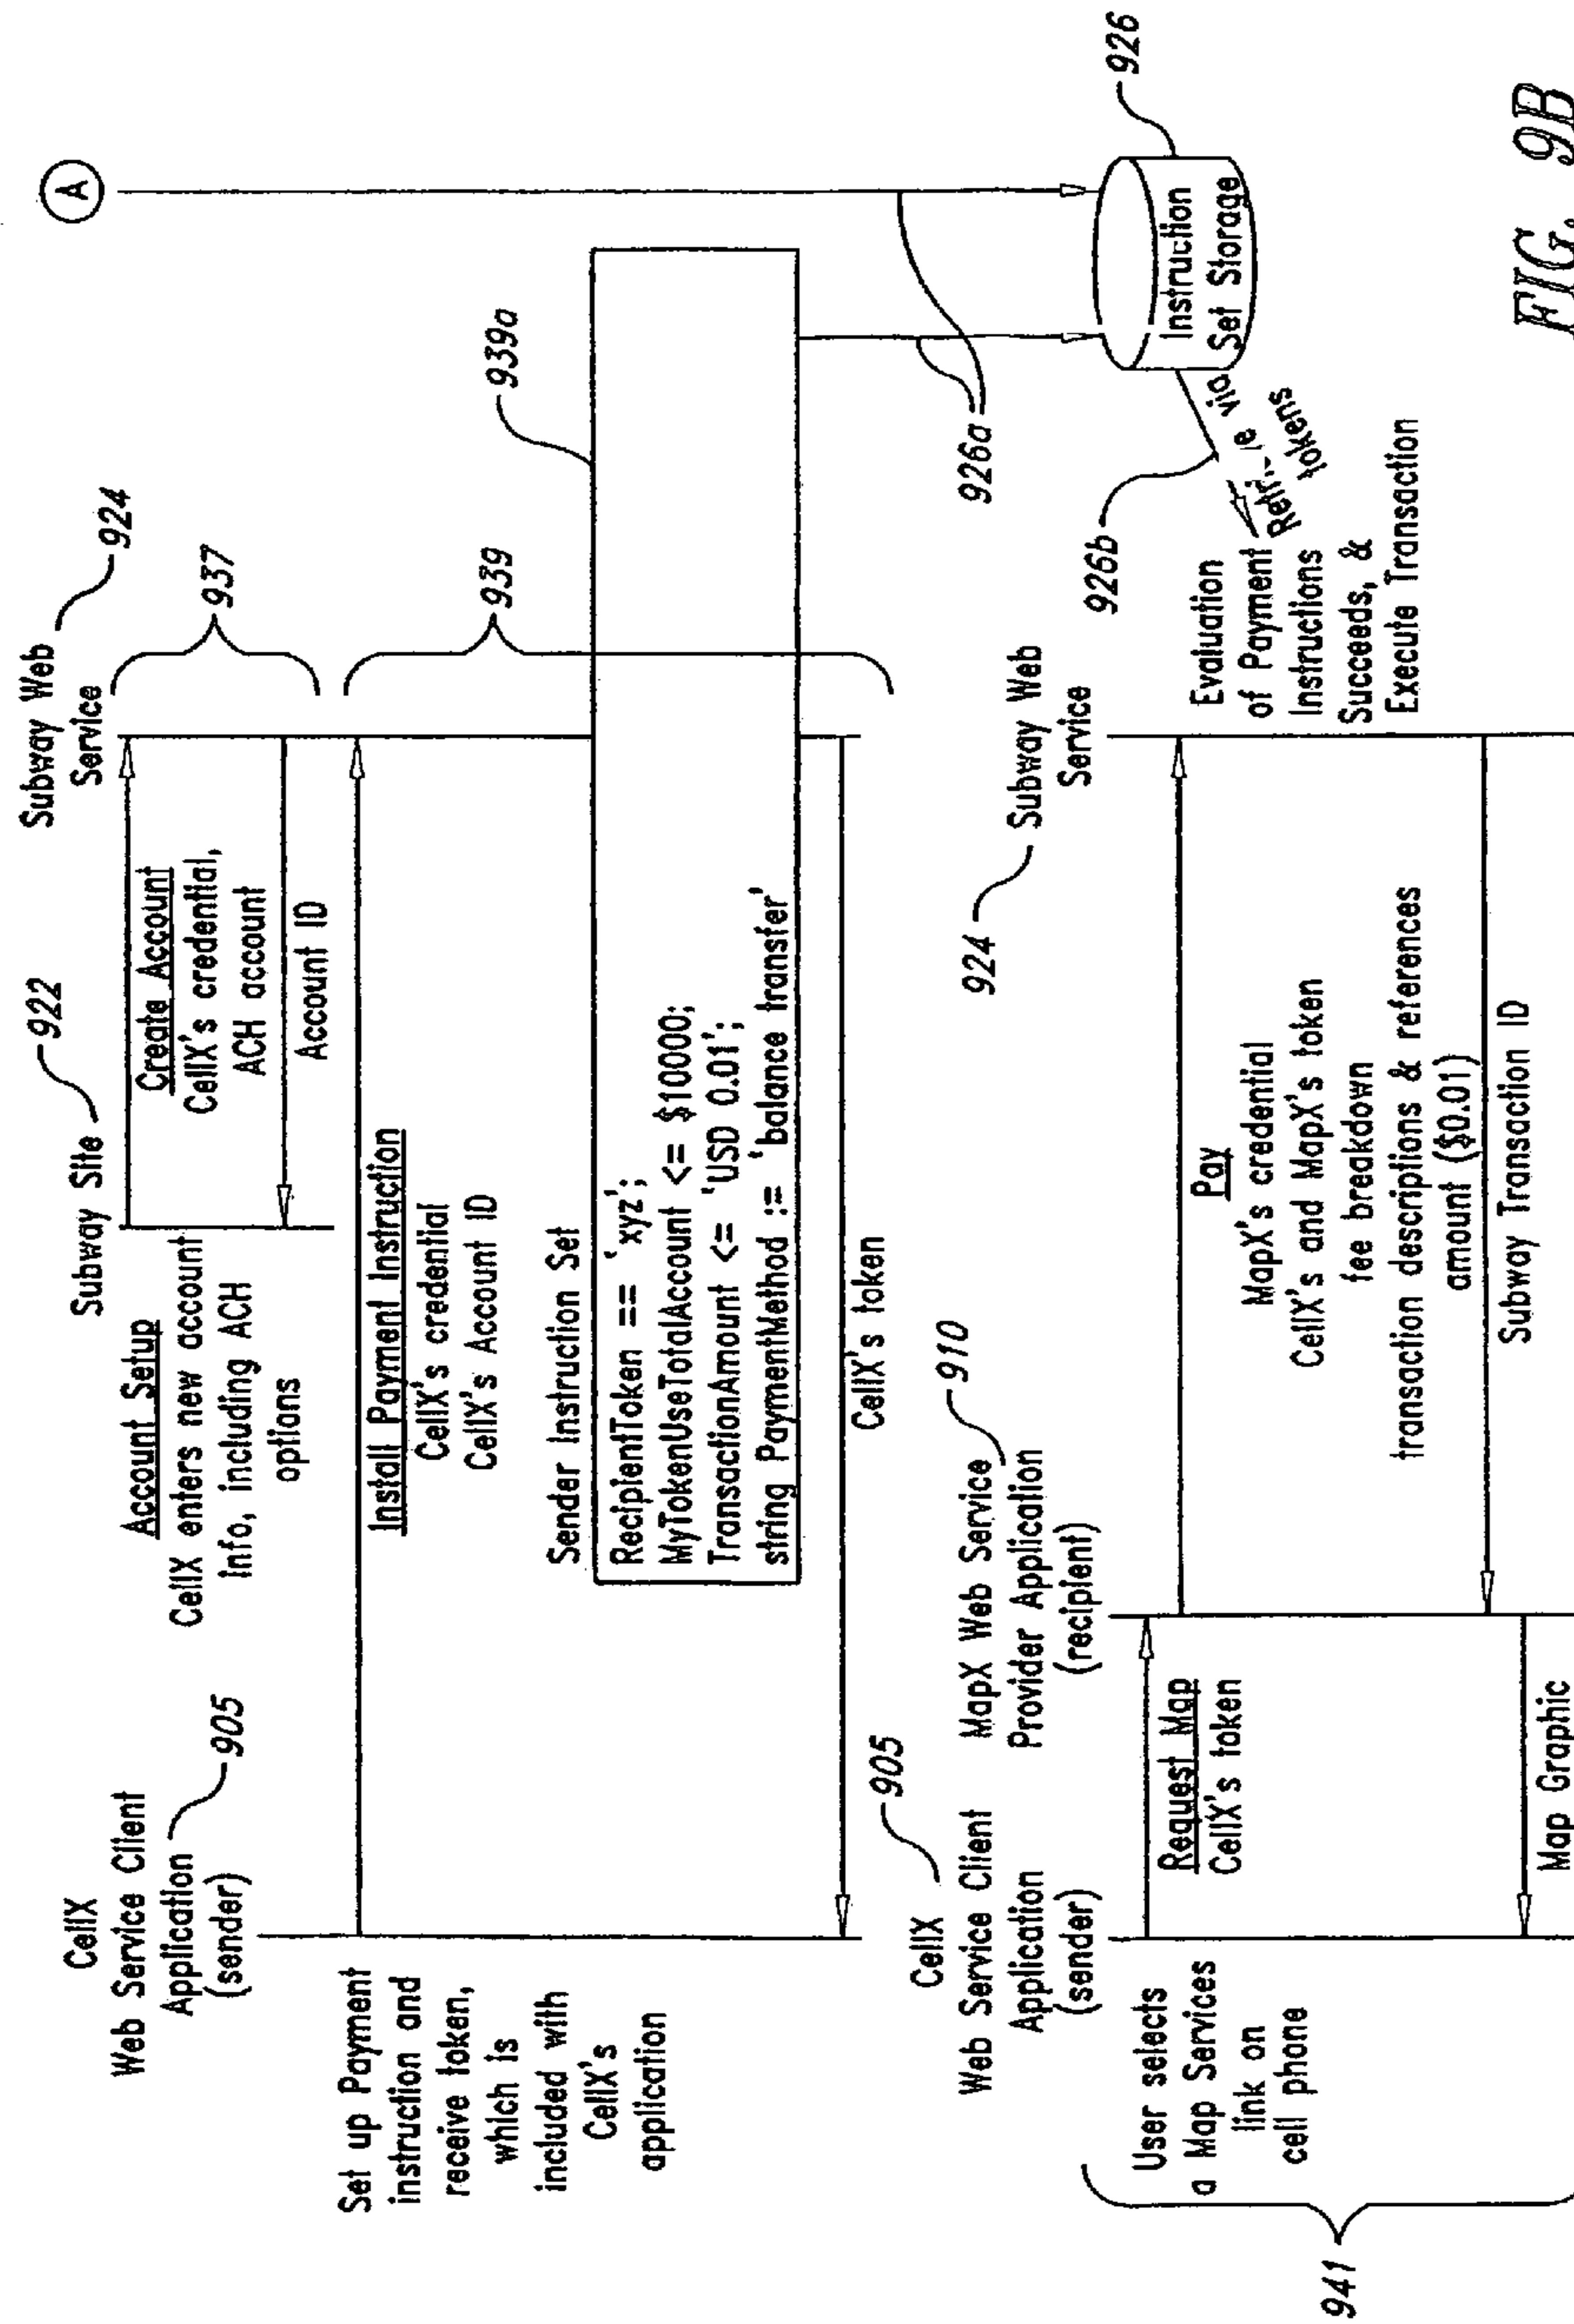 CellX
Web Service Client
Application
(sender)
905
Subway Site
922
Subway Web
Service
924
A
Account Setup
CellX enters new account
info, including ACH
options
Create Account
CellX's credential,
ACH account
Account ID
937
Set up Payment
instruction and
receive token,
which is
included with
CellX's
application
Install Payment Instruction
CellX's credential
CellX's Account ID
939
Sender Instruction Set
939a
RecipientToken == 'xyz';
MyTokenUseTotalAccount <= $10000;
TransactionAmount <= 'USD 0.01';
string PaymentMethod := 'balance transfer'
CellX's token
926a
CellX
Web Service Client
Application
(sender)
905
MapX Web Service
Provider Application
(recipient)
910
924
Subway Web
Service
926b
Instruction
Set Storage
926
User selects
a Map Services
link on
cell phone
Request Map
CellX's token
Pay
MapX's credential
CellX's and MapX's token
fee breakdown
transaction descriptions & references
amount ($0.01)
Subway Transaction ID
Map Graphic
Evaluation
of Payment
Instructions
Succeeds, &
Execute Transaction
via
tokens
941
FIG. 9B